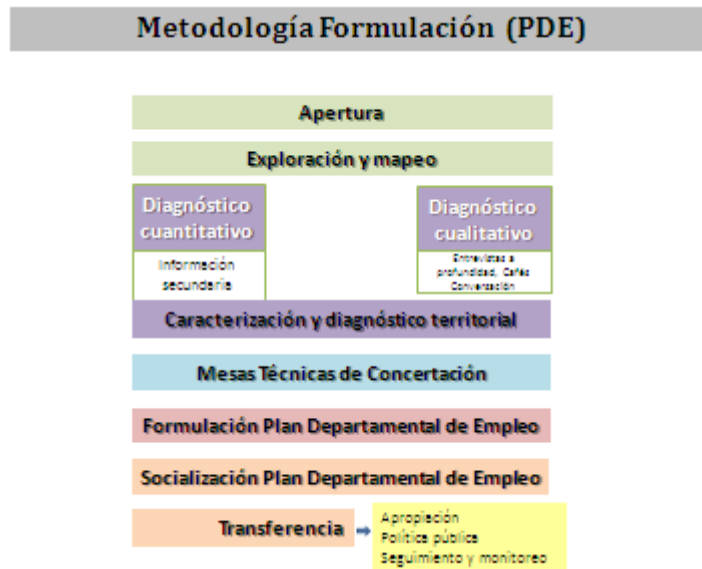 Metodología Formulación (PDE)
Apertura
Exploración y mapeo
Diagnóstico
cuantitativo
Información
secundaria
Diagnóstico
cualitativo
Entrevistas a
profundidad, Cafés
Conversación
Caracterización y diagnóstico territorial
Mesas Técnicas de Concertación
Formulación Plan Departamental de Empleo
Socialización Plan Departamental de Empleo
Transferencia
Apropiación
Política pública
Seguimiento y monitoreo